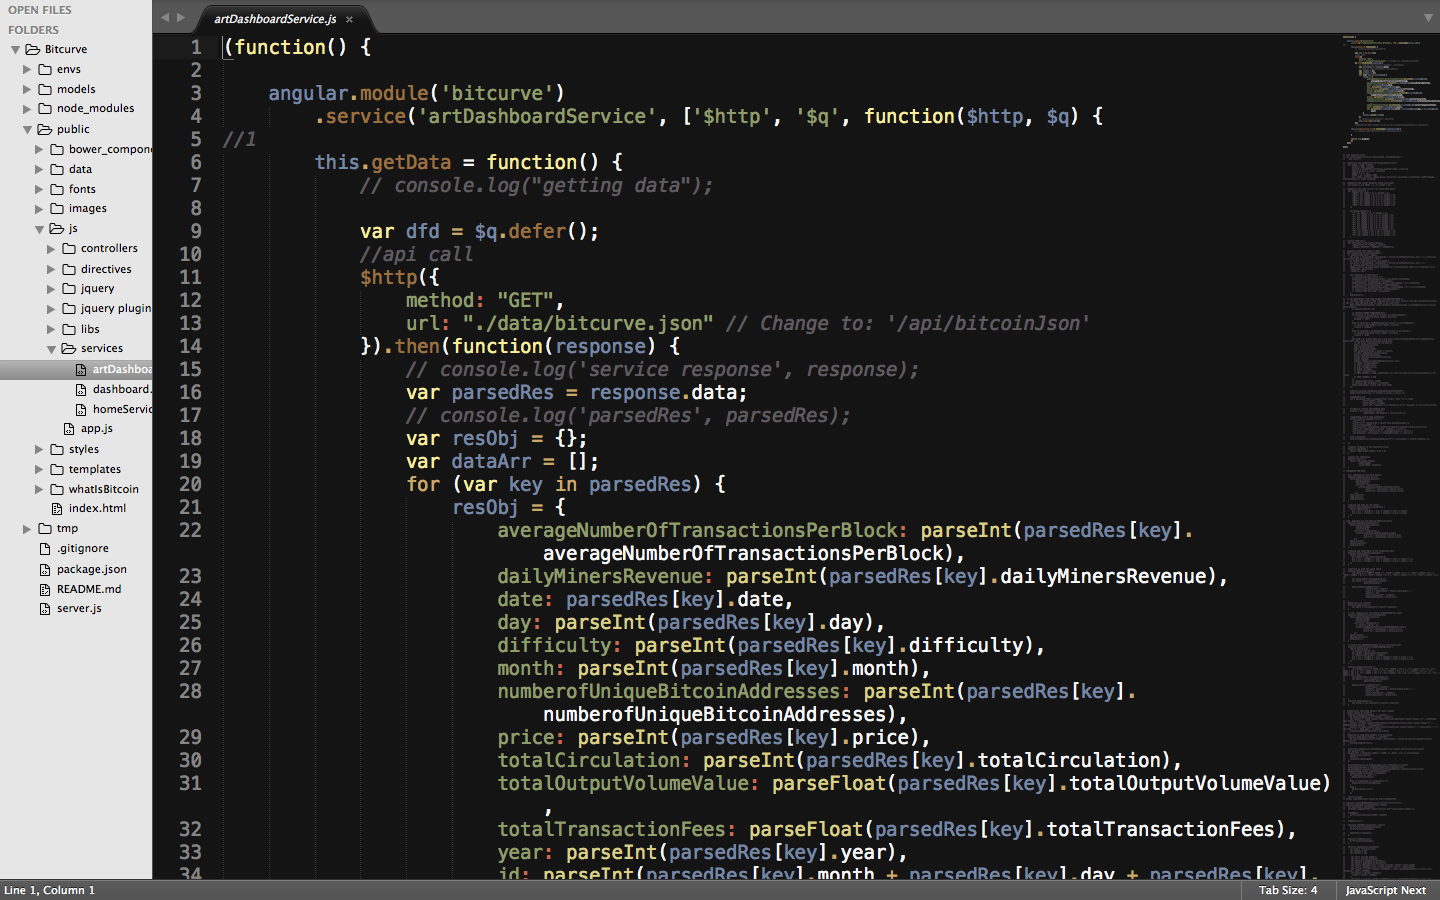 OPEN FILES
FOLDERS
Bitcurve
envs
models
node_modules
public
bower_compone
data
fonts
images
js
controllers
directives
jquery
jquery plugin
libs
services
artDashboa
dashboard.
homeServic
app.js
styles
templates
whatIsBitcoin
index.html
tmp
.gitignore
package.json
README.md
server.js
artDashboardService.js ×
1 (function() {
2
3 angular.module('bitcurve')
4 .service('artDashboardService', ['$http', '$q', function($http, $q) {
5 //1
6 this.getData = function() {
7 // console.log("getting data");
8
9 var dfd = $q.defer();
10 //api call
11 $http({
12 method: "GET",
13 url: "./data/bitcurve.json" // Change to: '/api/bitcoinJson'
14 }).then(function(response) {
15 // console.log('service response', response);
16 var parsedRes = response.data;
17 // console.log('parsedRes', parsedRes);
18 var resObj = {};
19 var dataArr = [];
20 for (var key in parsedRes) {
21 resObj = {
22 averageNumberOfTransactionsPerBlock: parseInt(parsedRes[key].
averageNumberOfTransactionsPerBlock),
23 dailyMinersRevenue: parseInt(parsedRes[key].dailyMinersRevenue),
24 date: parsedRes[key].date,
25 day: parseInt(parsedRes[key].day),
26 difficulty: parseInt(parsedRes[key].difficulty),
27 month: parseInt(parsedRes[key].month),
28 numberofUniqueBitcoinAddresses: parseInt(parsedRes[key].
numberofUniqueBitcoinAddresses),
29 price: parseInt(parsedRes[key].price),
30 totalCirculation: parseInt(parsedRes[key].totalCirculation),
31 totalOutputVolumeValue: parseFloat(parsedRes[key].totalOutputVolumeValue)
,
32 totalTransactionFees: parseFloat(parsedRes[key].totalTransactionFees),
33 year: parseInt(parsedRes[key].year),
34 id: parseInt(parsedRes[key].month + parsedRes[key].day + parsedRes[key].
Line 1, Column 1
Tab Size: 4
JavaScript Next